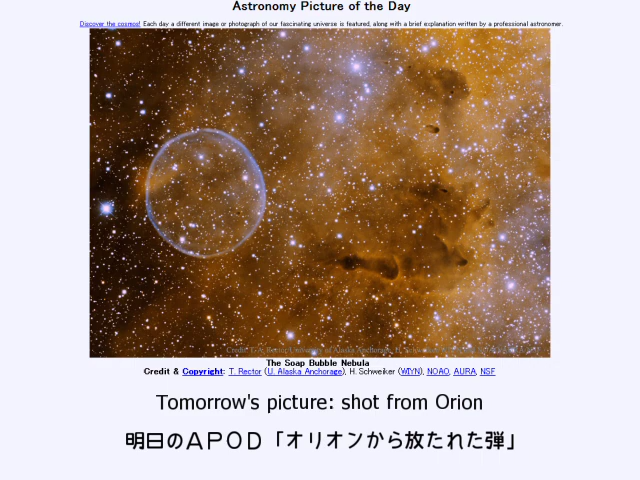 Astronomy Picture of the Day
Discover the cosmos! Each day a different image or photograph of our fascinating universe is featured, along with a brief explanation written by a professional astronomer.
The Soap Bubble Nebula
Credit & Copyright: T. Rector (U. Alaska Anchorage), H. Schweiker (WIYN), NOAO, AURA, NSF
Tomorrow's picture: shot from Orion
明日のAPOD「オリオンから放たれた弾」